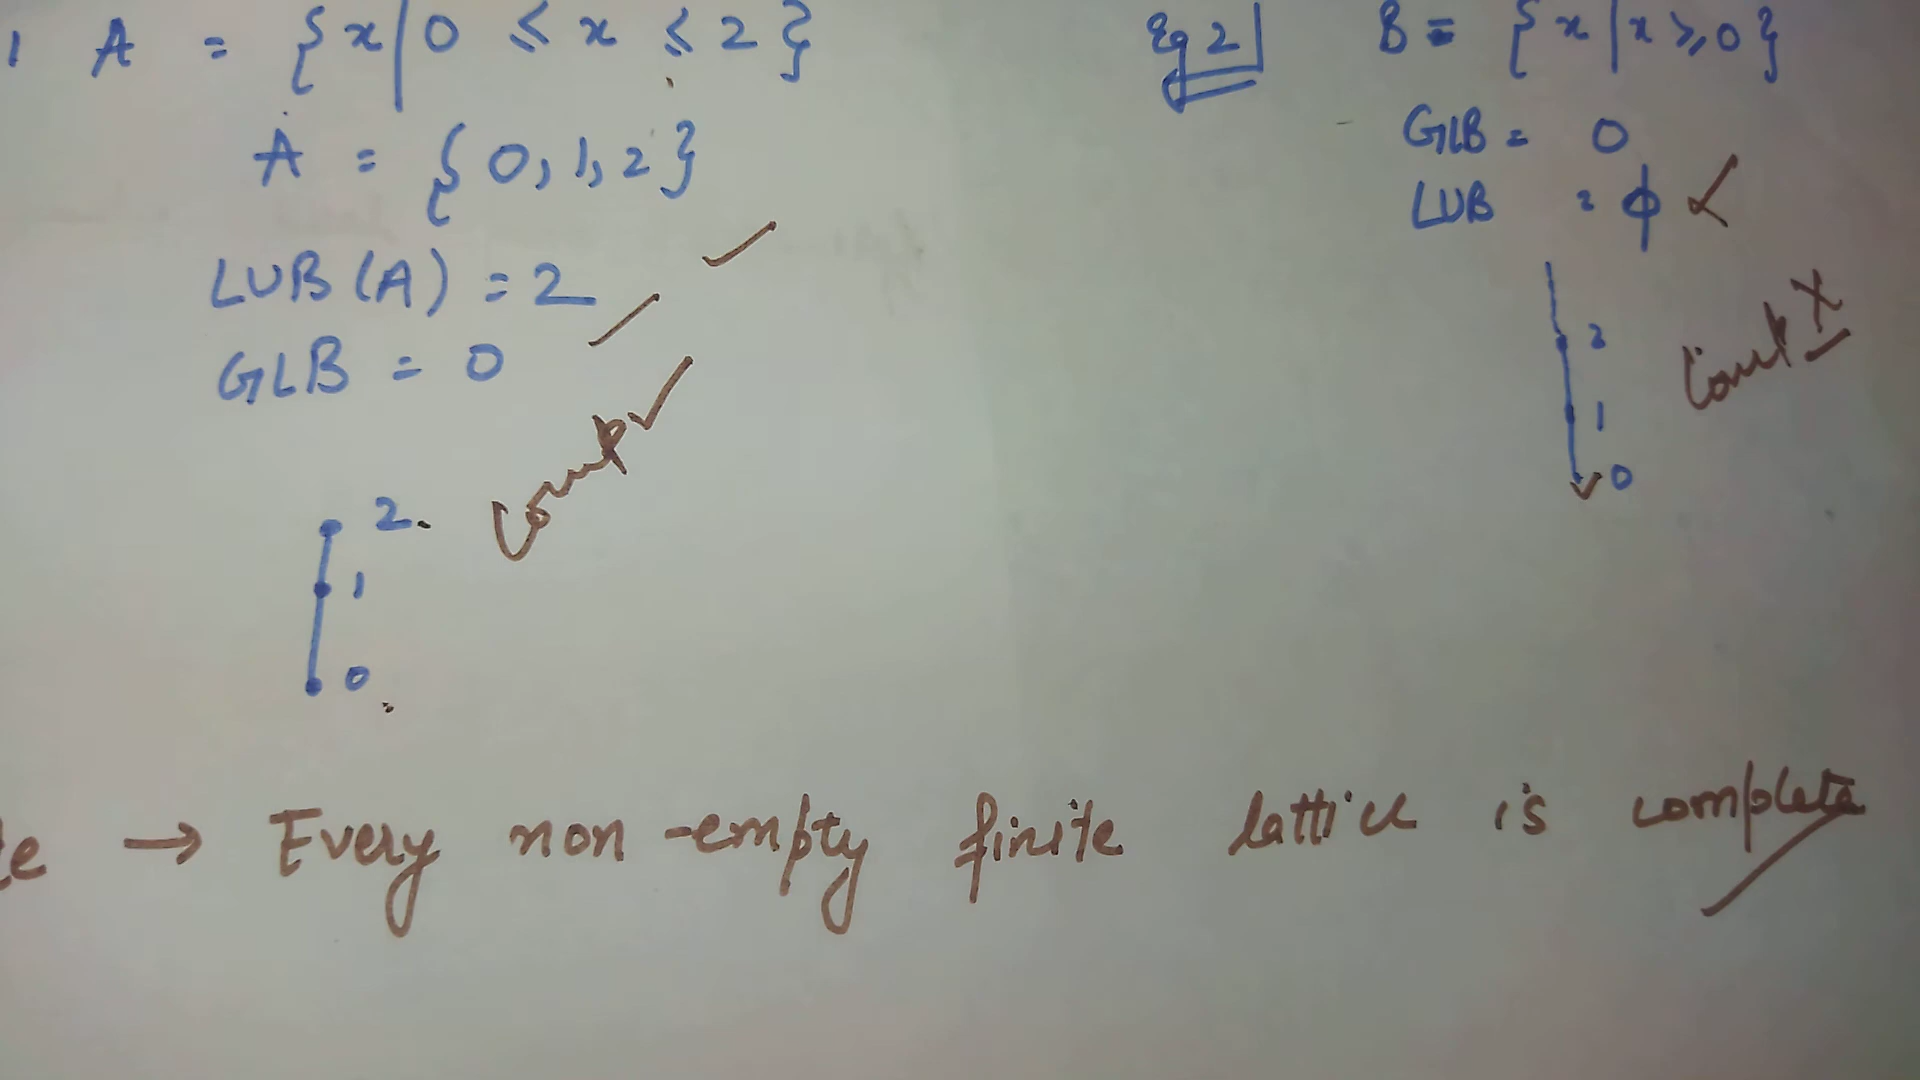 1 A = {x | 0 ≤ x ≤ 2}
A = {0, 1, 2}
LUB (A) = 2
GLB = 0
Comp ✓
2
1
0
Eg 2
B = {x | x ≥ 0}
GLB = 0
LUB = ϕ
2
1
0
Comp X
→ Every non-empty finite lattice is complete